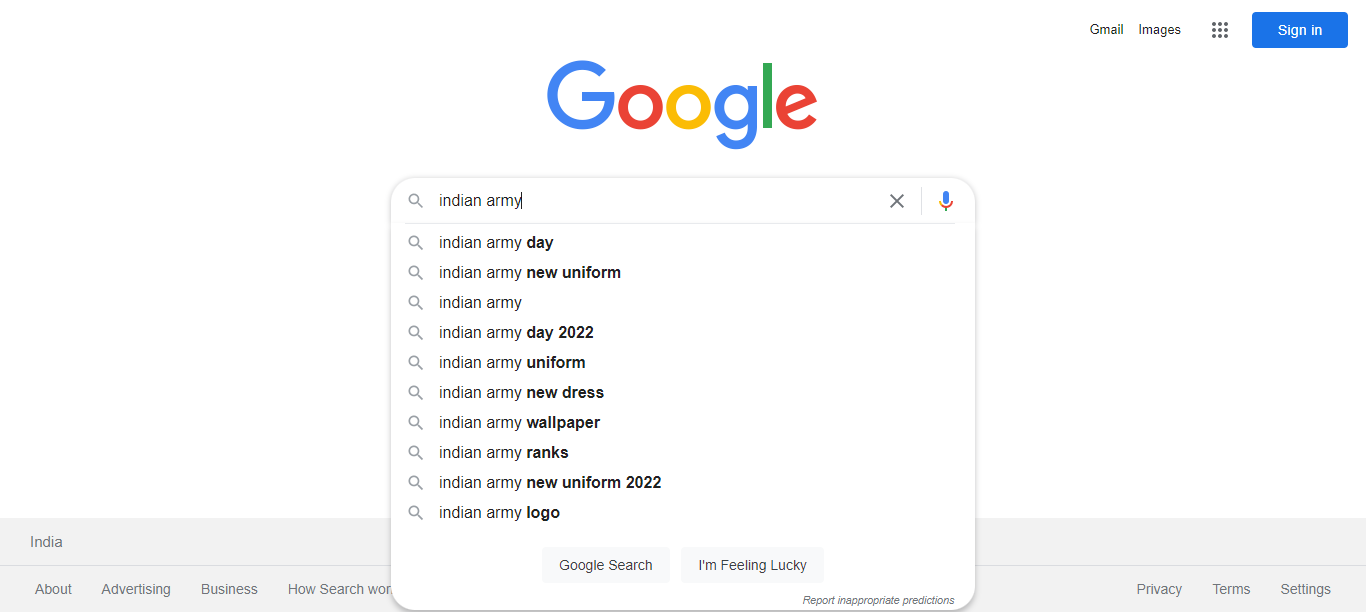 Gmail Images Sign in
Google
indian army
indian army day
indian army new uniform
indian army
indian army day 2022
indian army uniform
indian army new dress
indian army wallpaper
indian army ranks
indian army new uniform 2022
indian army logo
India
Google Search I'm Feeling Lucky
About Advertising Business How Search wor Privacy Terms Settings
Report inappropriate predictions